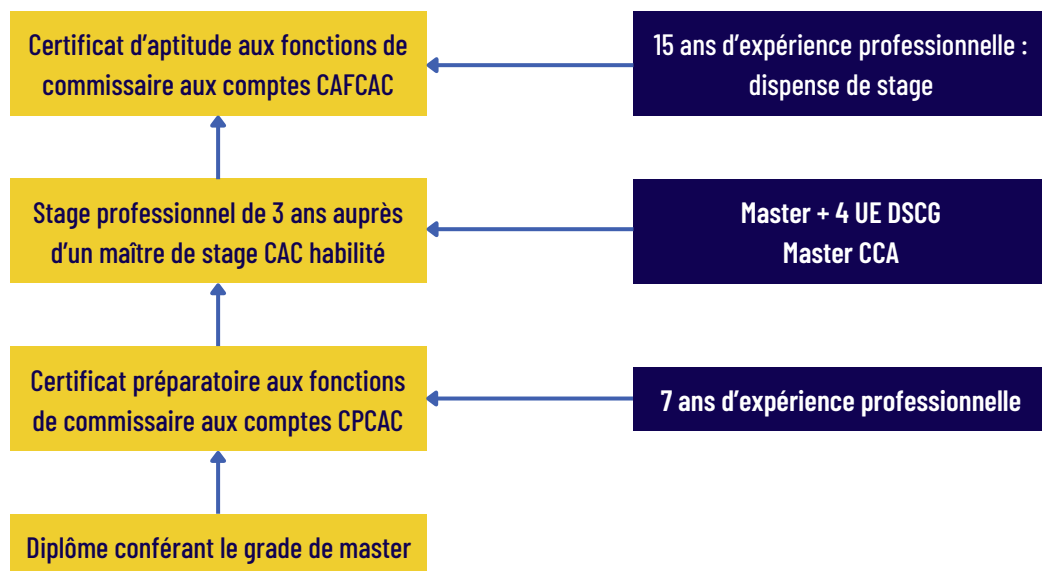 Certificat d’aptitude aux fonctions de
commissaire aux comptes CAFCAC
15 ans d’expérience professionnelle :
dispense de stage
Stage professionnel de 3 ans auprès
d’un maître de stage CAC habilité
Master + 4 UE DSCG
Master CCA
Certificat préparatoire aux fonctions
de commissaire aux comptes CPCAC
7 ans d’expérience professionnelle
Diplôme conférant le grade de master